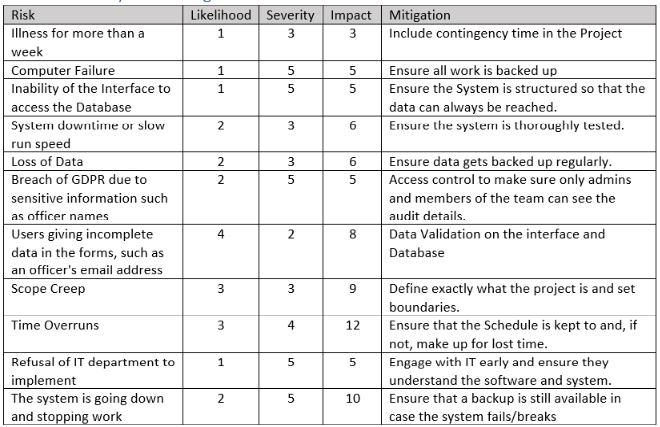 Risk Likelihood Severity Impact Mitigation
Illness for more than a 1 3 3 Include contingency time in the Project
week
Computer Failure 1 5 5 Ensure all work is backed up
Inability of the Interface to 1 5 5 Ensure the System is structured so that the
access the Database data can always be reached.
System downtime or slow 2 3 6 Ensure the system is thoroughly tested.
run speed
Loss of Data 2 3 6 Ensure data gets backed up regularly.
Breach of GDPR due to 2 5 5 Access control to make sure only admins
sensitive information such and members of the team can see the
as officer names audit details.
Users giving incomplete 4 2 8 Data Validation on the interface and
data in the forms, such as Database
an officer's email address
Scope Creep 3 3 9 Define exactly what the project is and set
boundaries.
Time Overruns 3 4 12 Ensure that the Schedule is kept to and, if
not, make up for lost time.
Refusal of IT department to 1 5 5 Engage with IT early and ensure they
implement understand the software and system.
The system is going down 2 5 10 Ensure that a backup is still available in
and stopping work case the system fails/breaks